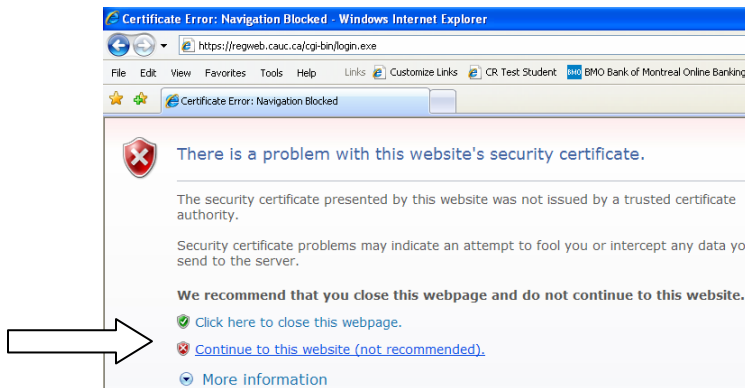 Certificate Error: Navigation Blocked - Windows Internet Explorer
https://regweb.cauc.ca/cgi-bin/login.exe
File Edit View Favorites Tools Help Links Customize Links CR Test Student BMO BMO Bank of Montreal Online Banking
Certificate Error: Navigation Blocked
There is a problem with this website's security certificate.
The security certificate presented by this website was not issued by a trusted certificate
authority.
Security certificate problems may indicate an attempt to fool you or intercept any data yo
send to the server.
We recommend that you close this webpage and do not continue to this website.
Click here to close this webpage.
Continue to this website (not recommended).
More information